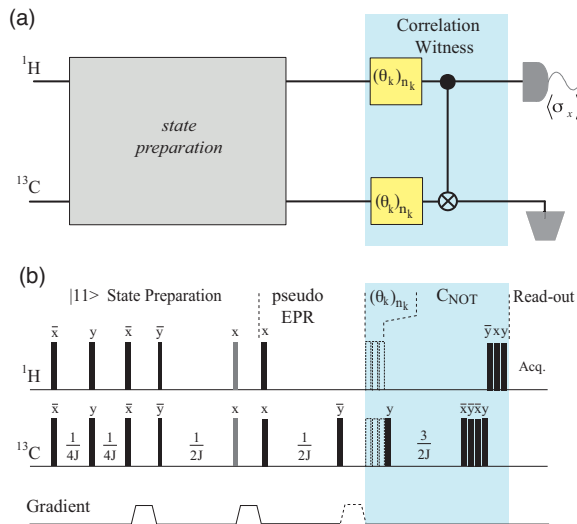 (a)
Correlation
Witness
¹H
(θₖ)ₙₖ
⟨σₓ⟩
state
preparation
¹³C
(θₖ)ₙₖ
(b)
|11> State Preparation
pseudo
EPR
(θₖ)ₙₖ
CNOT
Read-out
x̄ y x̄ ȳ x x ȳ x y
¹H
Acq.
x̄ y x̄ ȳ x x ȳ y x̄ ȳ x̄ y
¹³C
1/4J 1/4J 1/2J 1/2J 3/2J
Gradient